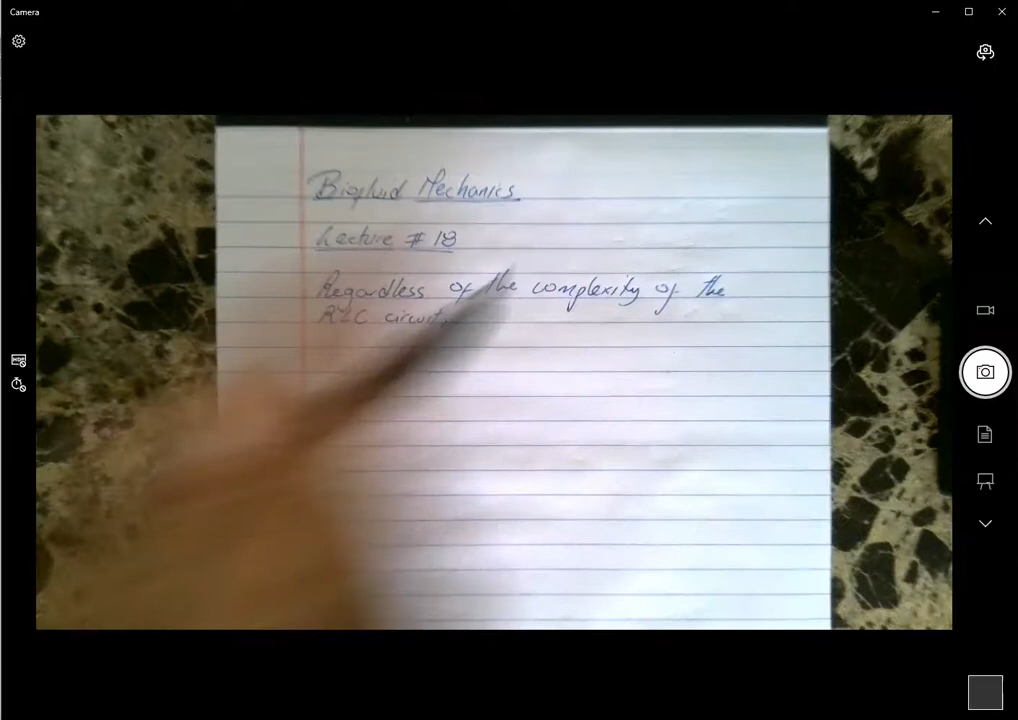 Camera
Biofluid Mechanics
Lecture # 18
Regardless of the complexity of the
RLC circuit